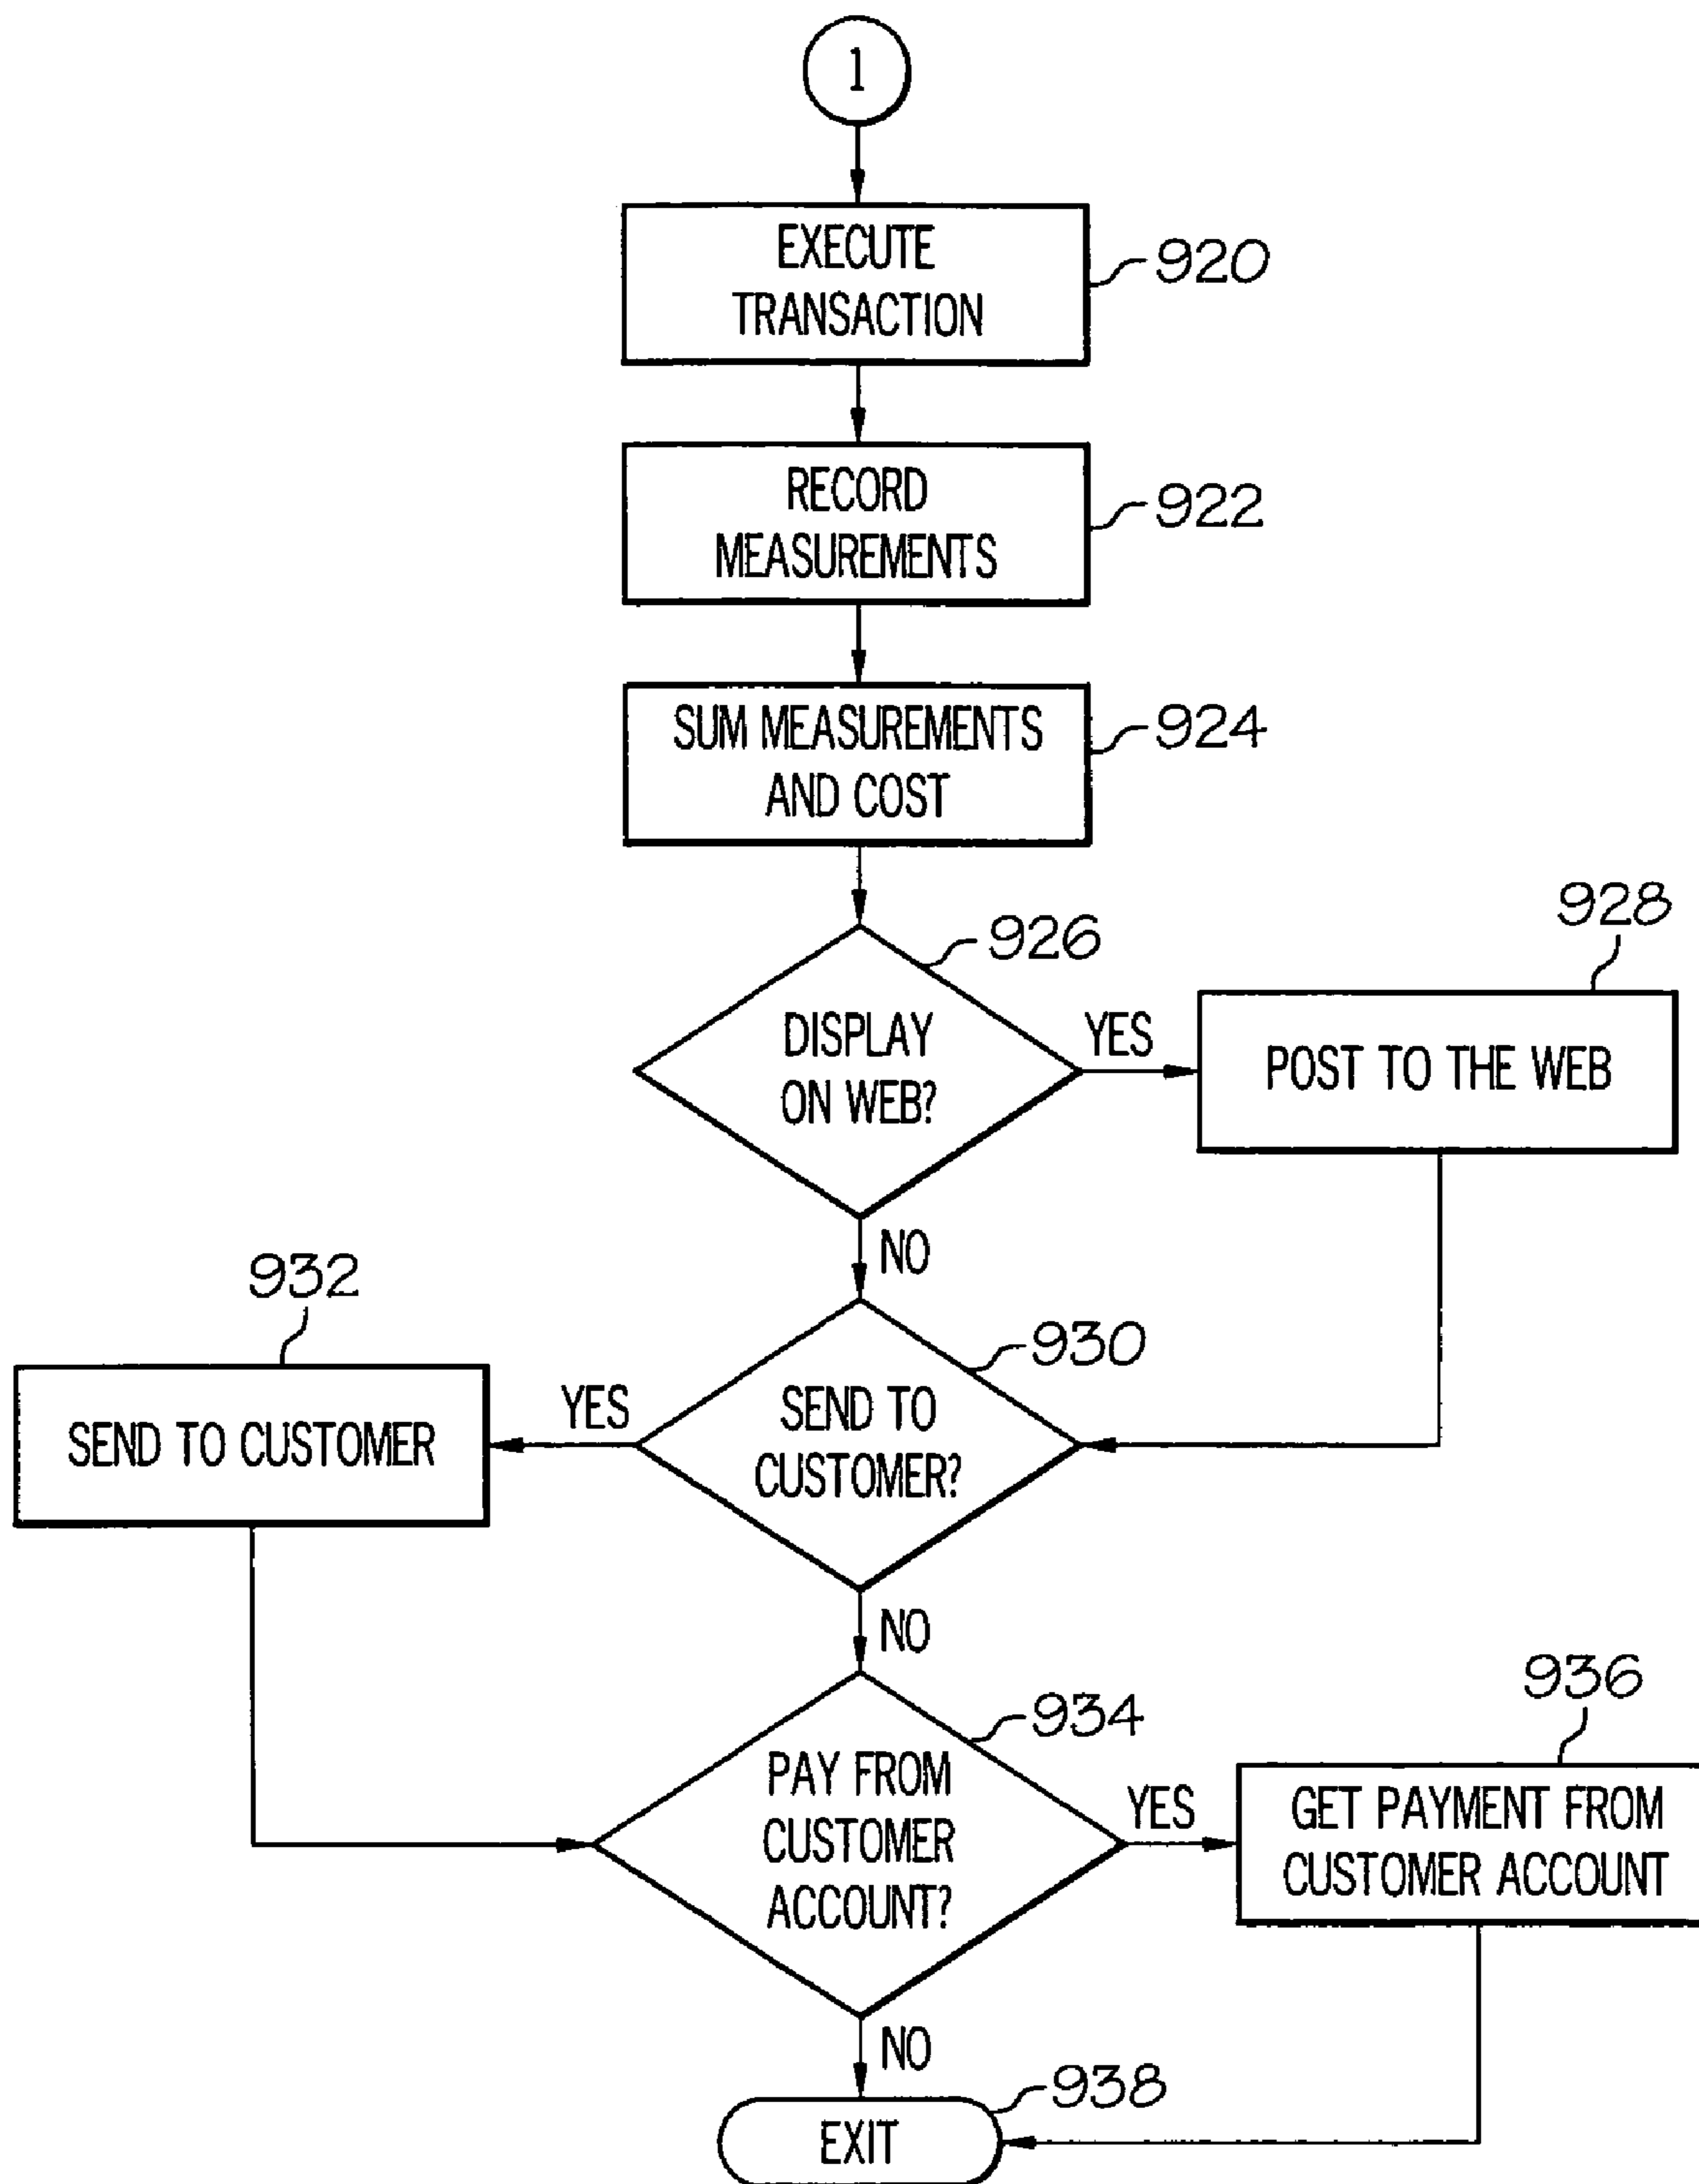 1
EXECUTE
TRANSACTION
920
RECORD
MEASUREMENTS
922
SUM MEASUREMENTS
AND COST
924
926
DISPLAY
ON WEB?
YES
928
POST TO THE WEB
NO
930
SEND TO
CUSTOMER?
YES
932
SEND TO CUSTOMER
NO
934
PAY FROM
CUSTOMER
ACCOUNT?
YES
936
GET PAYMENT FROM
CUSTOMER ACCOUNT
NO
938
EXIT